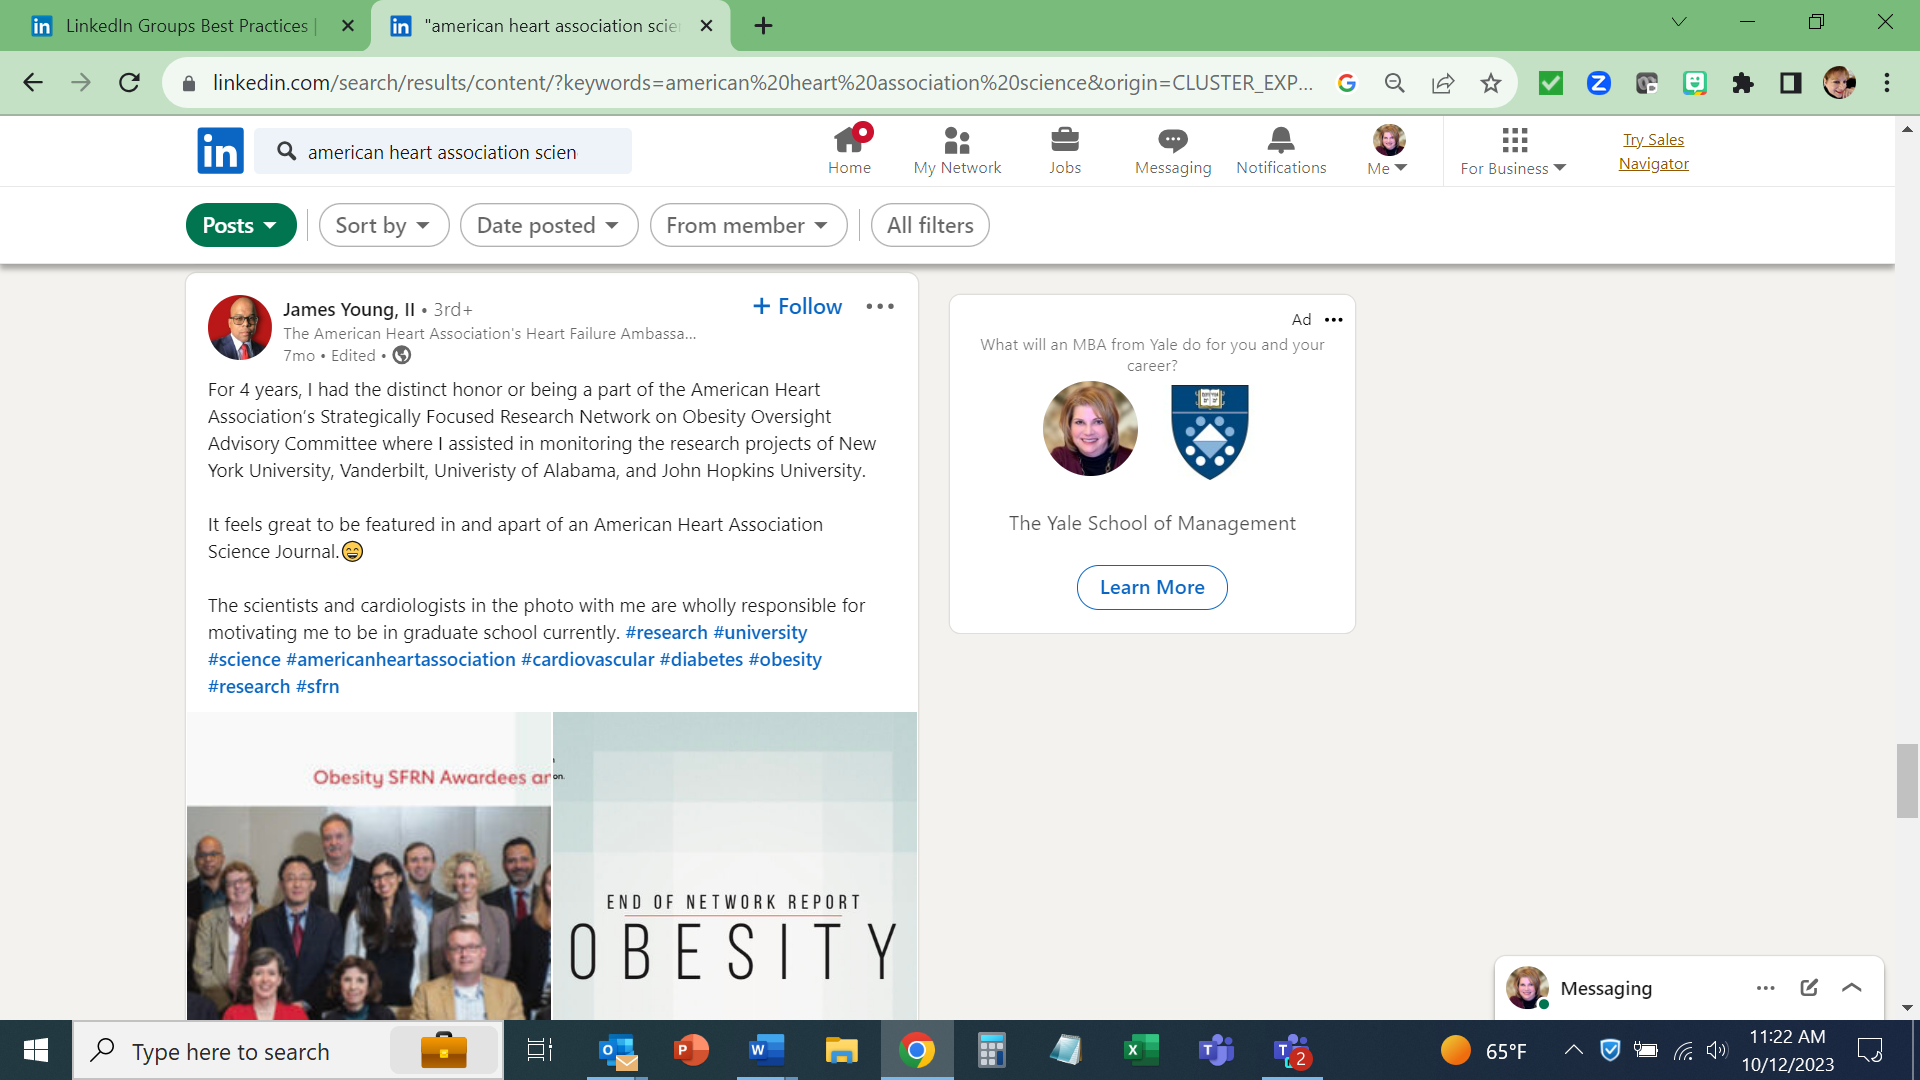 LinkedIn Groups Best Practices |
"american heart association scie
linkedin.com/search/results/content/?keywords=american%20heart%20association%20science&origin=CLUSTER_EXP...
in
american heart association scien
Home
My Network
Jobs
Messaging
Notifications
Me
For Business
Try Sales
Navigator
Posts
Sort by
Date posted
From member
All filters
James Young, II • 3rd+
+ Follow
The American Heart Association's Heart Failure Ambassa...
7mo • Edited •
For 4 years, I had the distinct honor or being a part of the American Heart
Association's Strategically Focused Research Network on Obesity Oversight
Advisory Committee where I assisted in monitoring the research projects of New
York University, Vanderbilt, Univeristy of Alabama, and John Hopkins University.
It feels great to be featured in and apart of an American Heart Association
Science Journal.😄
The scientists and cardiologists in the photo with me are wholly responsible for
motivating me to be in graduate school currently. #research #university
#science #americanheartassociation #cardiovascular #diabetes #obesity
#research #sfrn
Obesity SFRN Awardees an
on.
END OF NETWORK REPORT
OBESITY
Ad
What will an MBA from Yale do for you and your
career?
The Yale School of Management
Learn More
Messaging
Type here to search
2
65°F
11:22 AM
10/12/2023